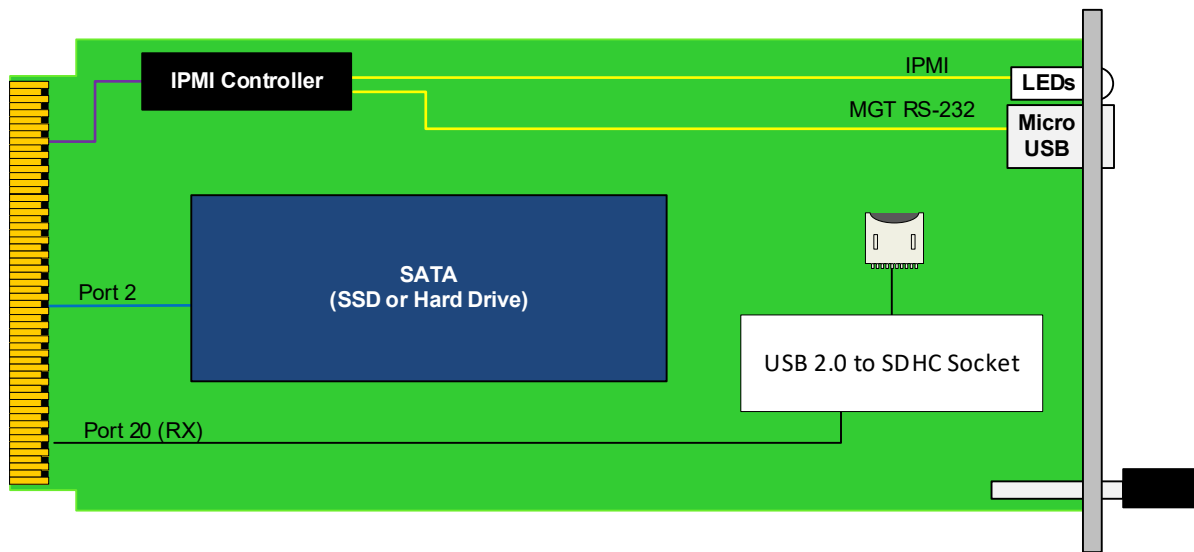 IPMI Controller
IPMI
LEDs
MGT RS-232
Micro
USB
Port 2
SATA
(SSD or Hard Drive)
USB 2.0 to SDHC Socket
Port 20 (RX)